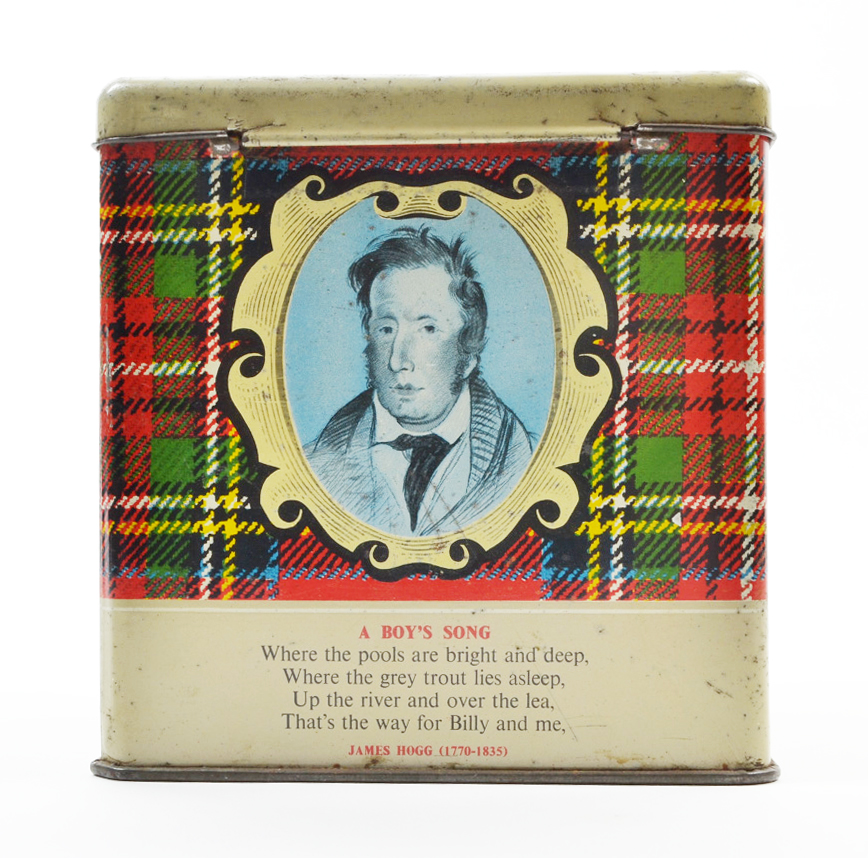 A BOY'S SONG
Where the pools are bright and deep,
Where the grey trout lies asleep,
Up the river and over the lea,
That's the way for Billy and me,
JAMES HOGG (1770-1835)